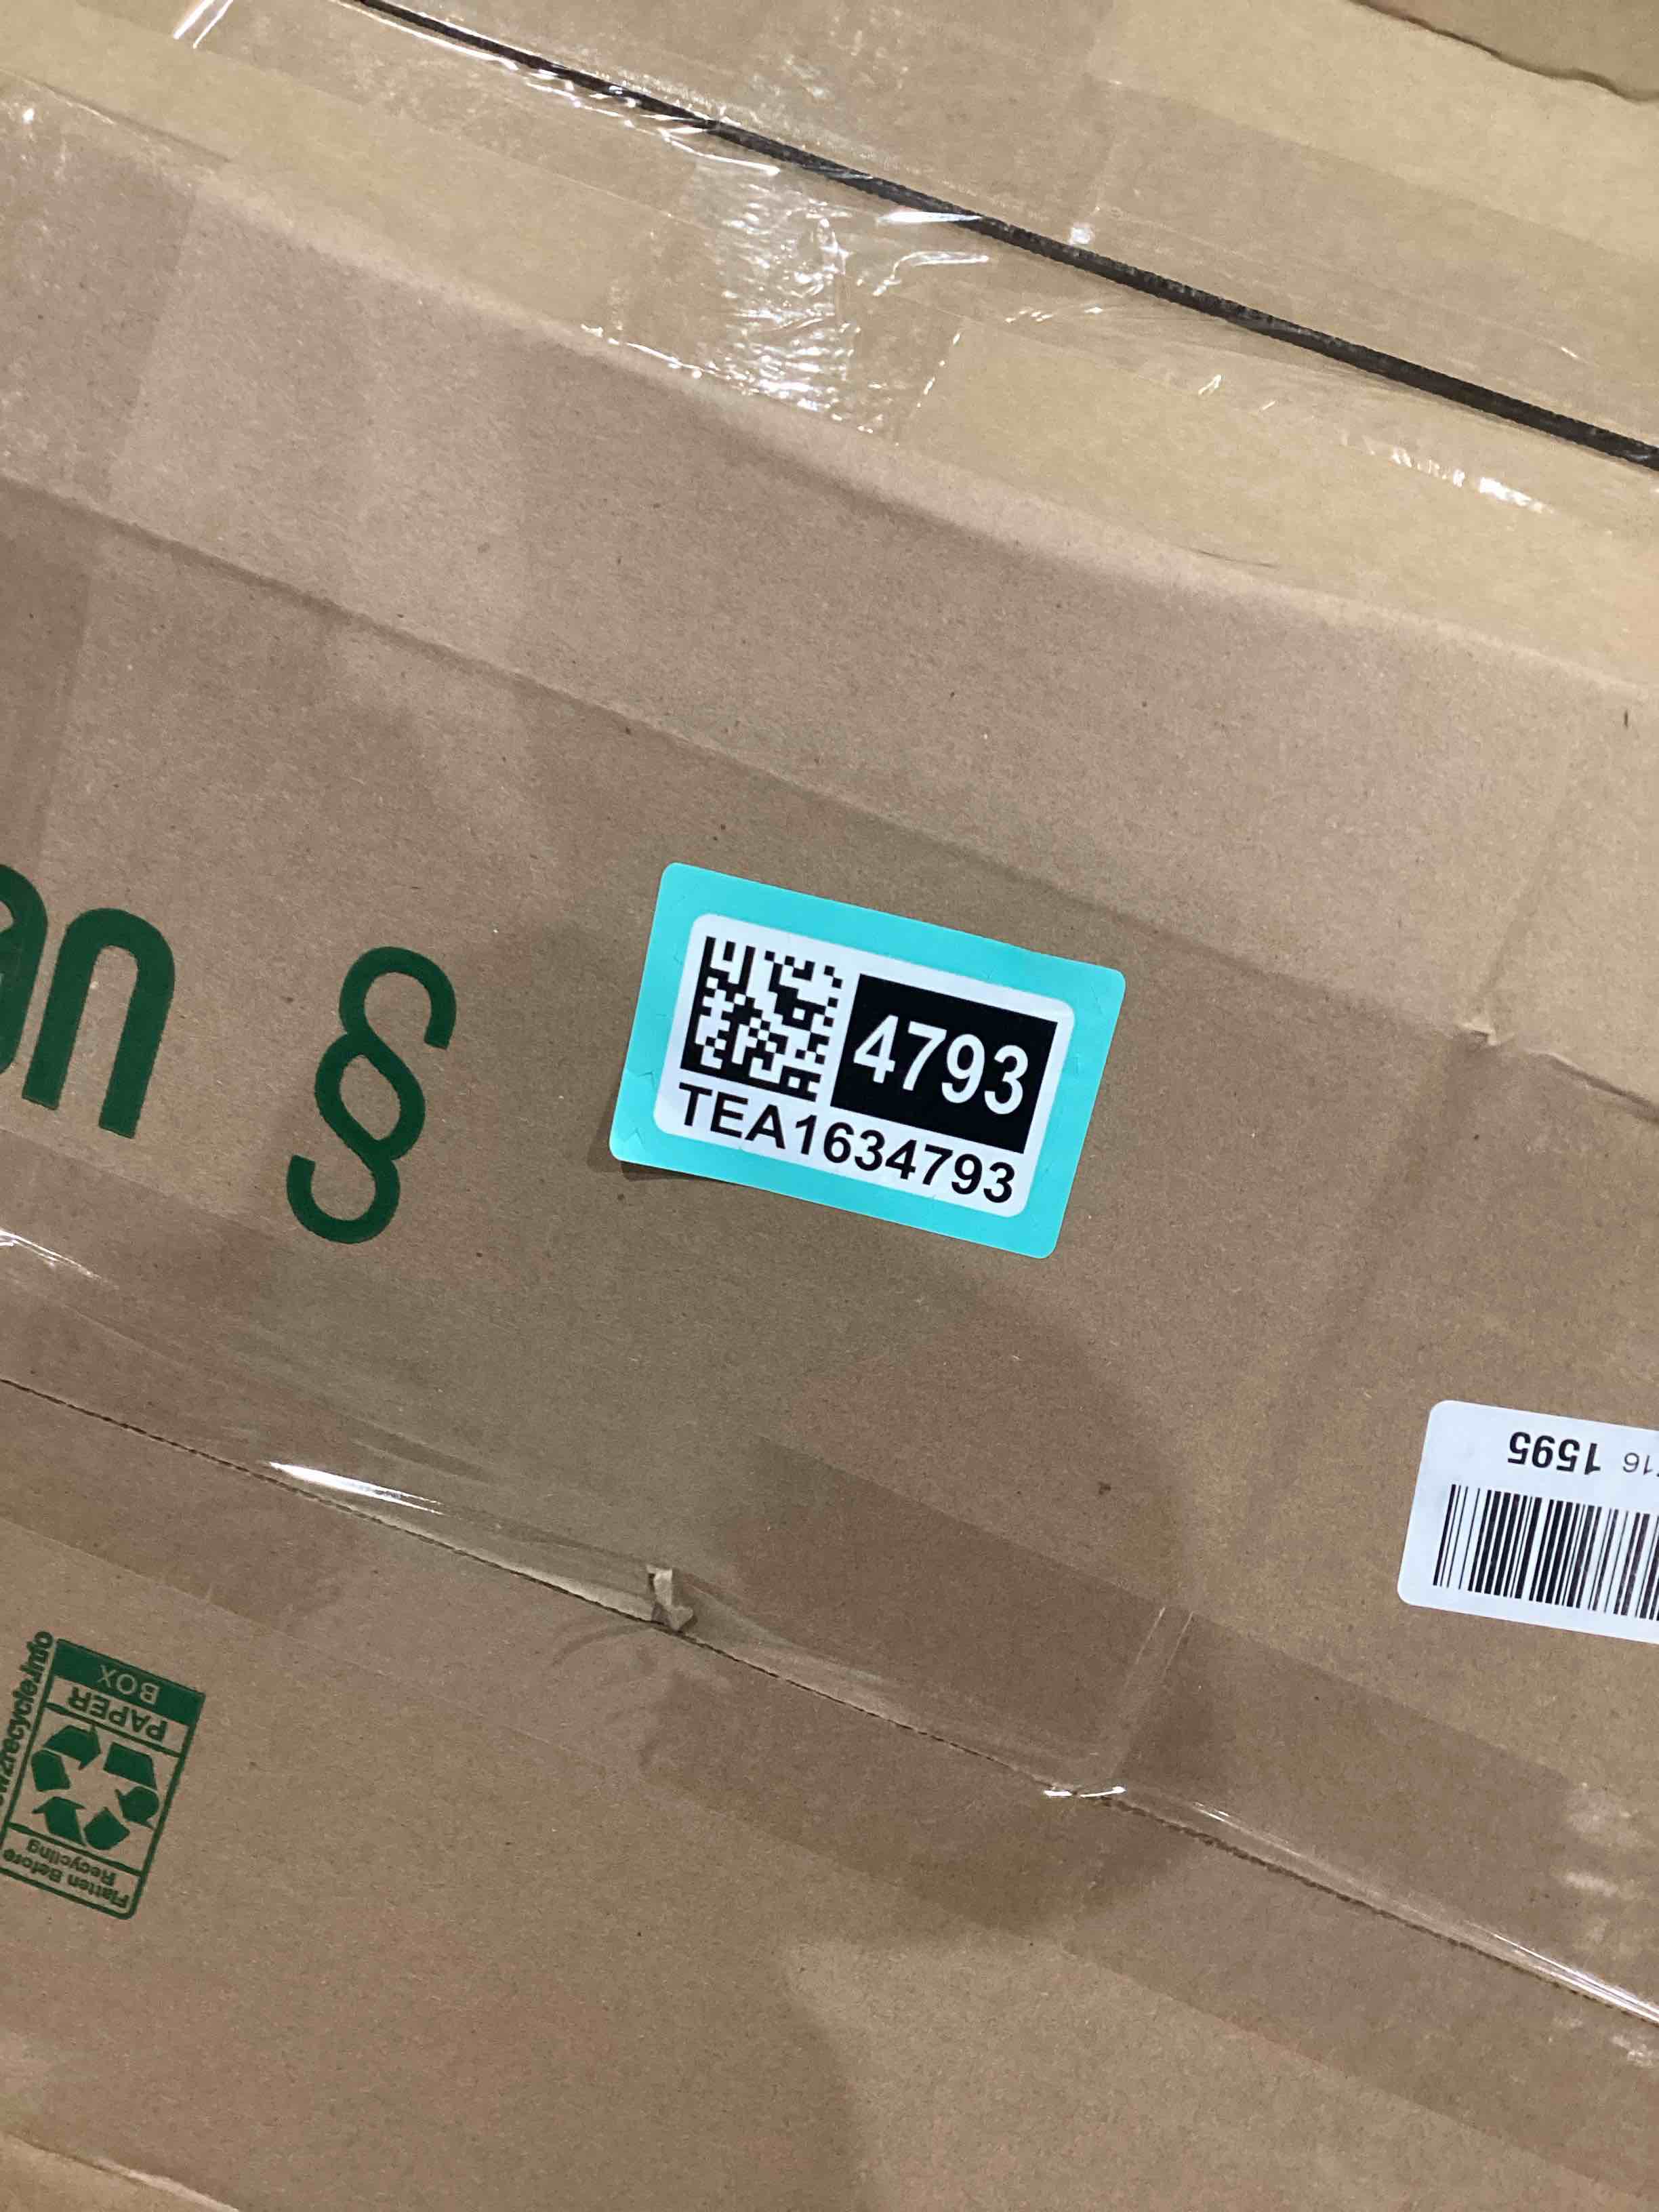 §
4793
TEA1634793
1595
BOX
PAPER
Flatten Before
Recycling